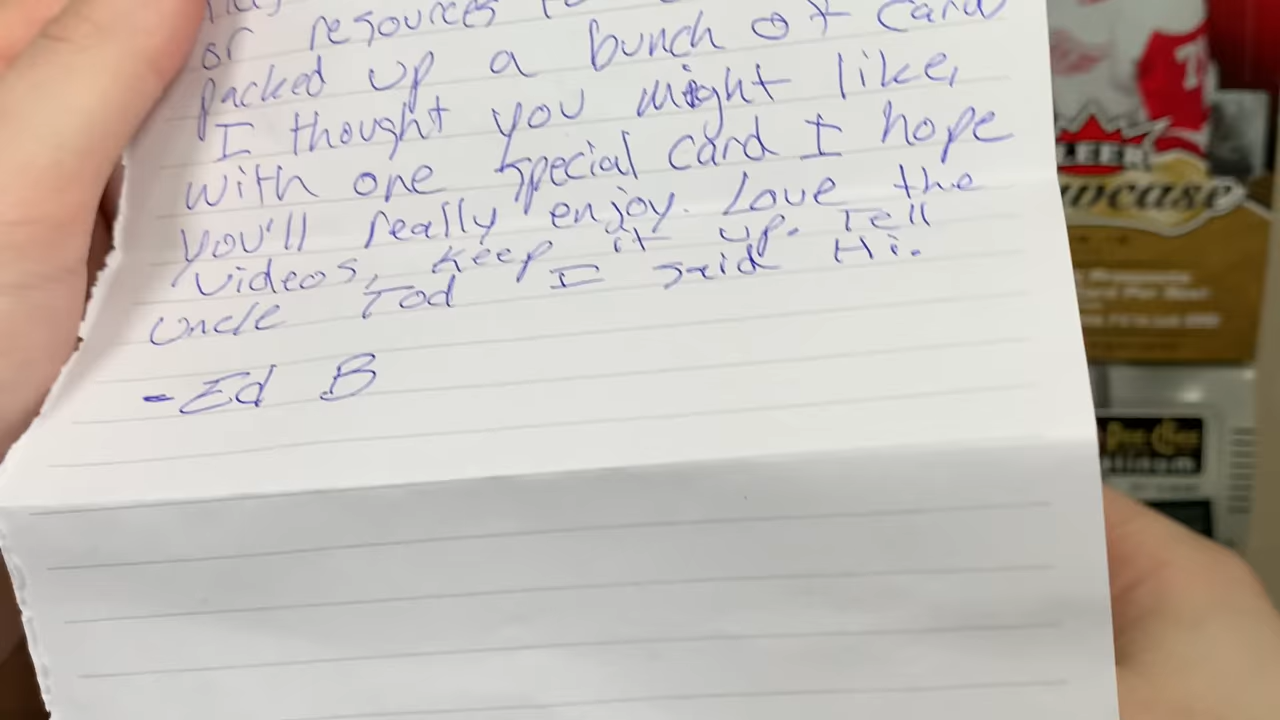 or resources
packed up a bunch of card
I thought you might like,
with one special card I hope
you'll really enjoy. Love the
videos, keep it up. Tell
Uncle Tod I said Hi.
-Ed B